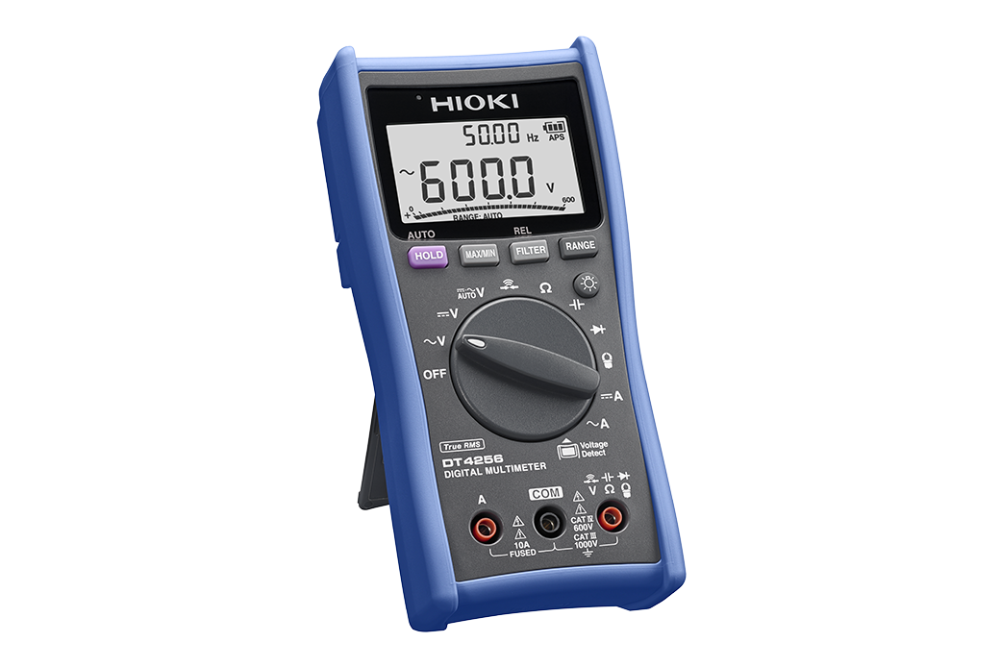 HIOKI
50.00 Hz
APS
~ 600.0 V
0 600
+
RANGE: AUTO
AUTO REL
HOLD MAX/MIN FILTER RANGE
AUTO V Ω
⎓V
~V
OFF
⎓A
~A
True RMS
Voltage
Detect
DT4256
DIGITAL MULTIMETER
V Ω
A COM
CAT Ⅳ
600V
CAT Ⅲ
1000V
10A
FUSED